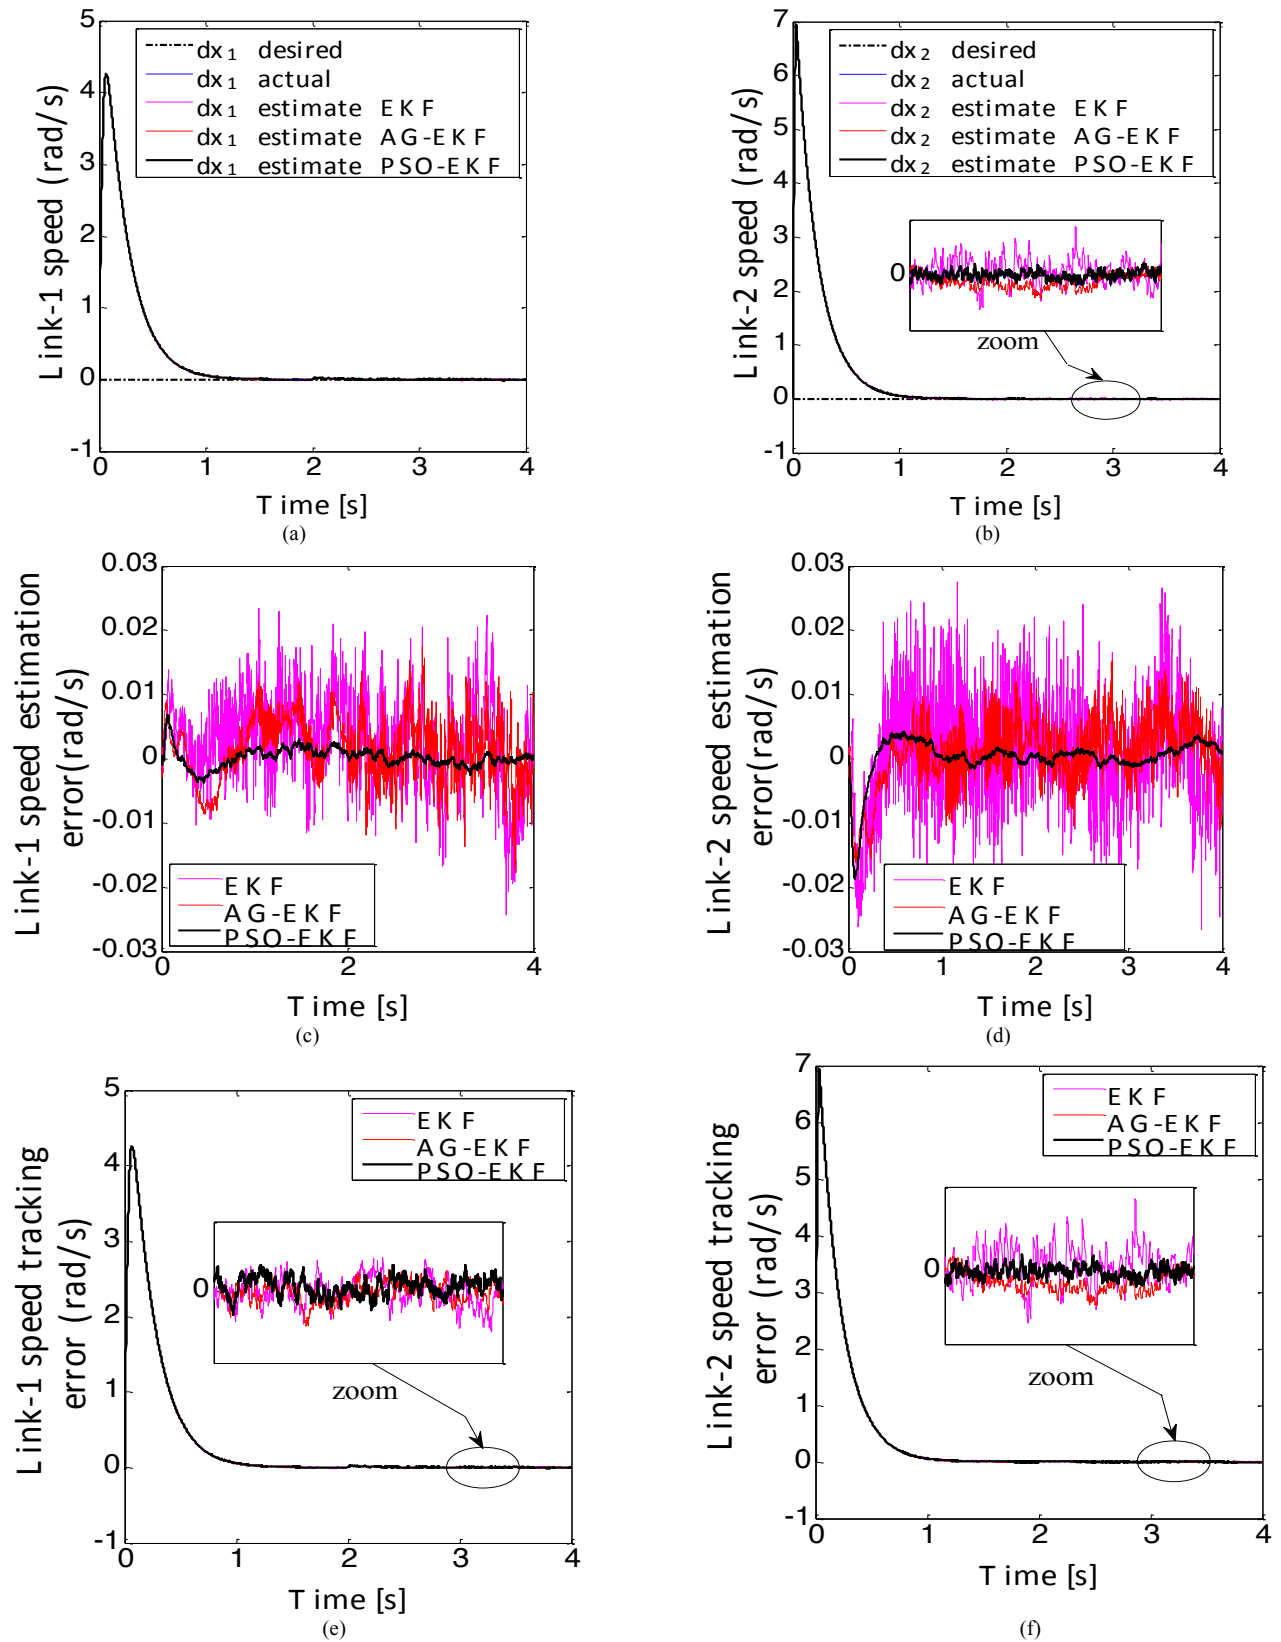 Link-1 speed (rad/s)
5
4
3
2
1
0
-1
dx1 desired
dx1 actual
dx1 estimate EKF
dx1 estimate AG-EKF
dx1 estimate PSO-EKF
0 1 2 3 4
Time [s]
(a)
Link-2 speed (rad/s)
7
6
5
4
3
2
1
0
-1
dx2 desired
dx2 actual
dx2 estimate EKF
dx2 estimate AG-EKF
dx2 estimate PSO-EKF
0
zoom
0 1 2 3 4
Time [s]
(b)
Link-1 speed estimation
error(rad/s)
0.03
0.02
0.01
0
-0.01
-0.02
-0.03
EKF
AG-EKF
PSO-EKF
0 2 4
Time [s]
(c)
Link-2 speed estimation
error(rad/s)
0.03
0.02
0.01
0
-0.01
-0.02
-0.03
EKF
AG-EKF
PSO-EKF
0 1 2 3 4
Time [s]
(d)
Link-1 speed tracking
error (rad/s)
5
4
3
2
1
0
-1
EKF
AG-EKF
PSO-EKF
0
zoom
0 1 2 3 4
Time [s]
(e)
Link-2 speed tracking
error (rad/s)
7
6
5
4
3
2
1
0
-1
EKF
AG-EKF
PSO-EKF
0
zoom
0 1 2 3 4
Time [s]
(f)